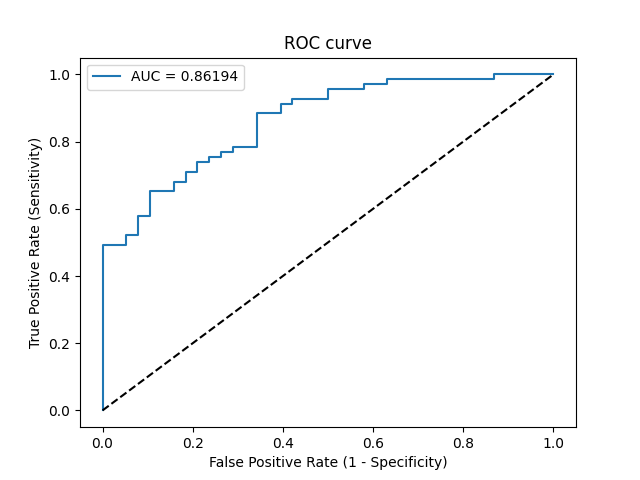 ROC curve
AUC = 0.86194
True Positive Rate (Sensitivity)
1.0
0.8
0.6
0.4
0.2
0.0
0.0 0.2 0.4 0.6 0.8 1.0
False Positive Rate (1 - Specificity)